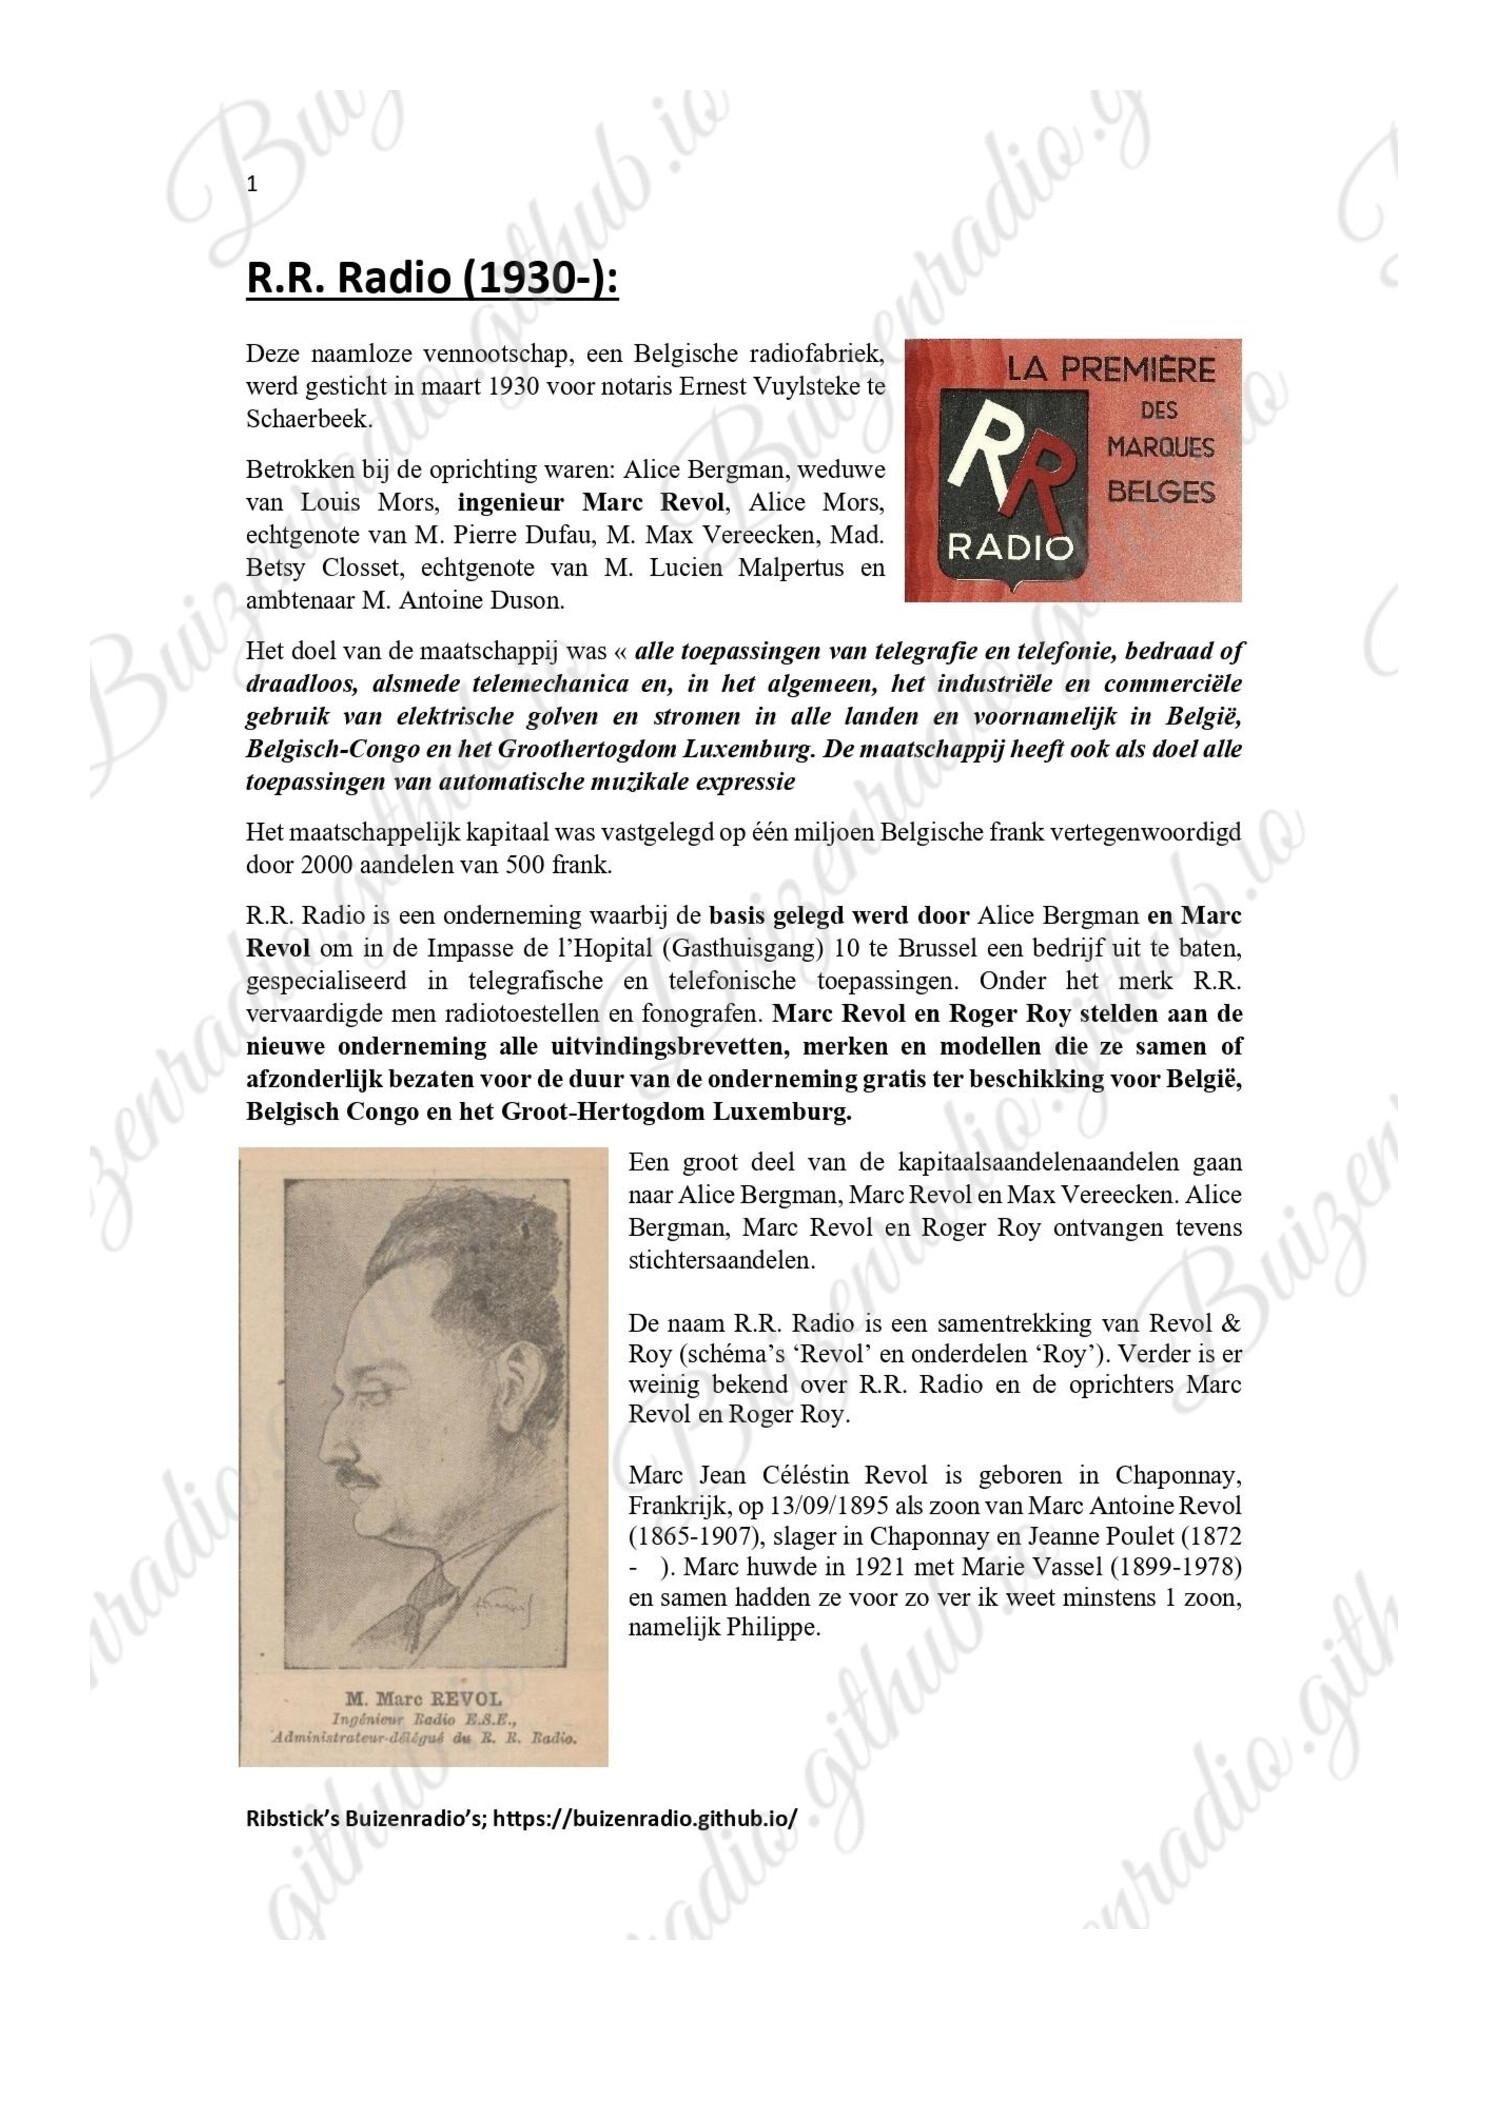 1
R.R. Radio (1930-):
Deze naamloze vennootschap, een Belgische radiofabriek,
werd gesticht in maart 1930 voor notaris Ernest Vuylsteke te
Schaerbeek.
LA PREMIÈRE
DES
MARQUES
BELGES
RR
RADIO
Betrokken bij de oprichting waren: Alice Bergman, weduwe
van Louis Mors, ingenieur Marc Revol, Alice Mors,
echtgenote van M. Pierre Dufau, M. Max Vereecken, Mad.
Betsy Closset, echtgenote van M. Lucien Malpertus en
ambtenaar M. Antoine Duson.
Het doel van de maatschappij was « alle toepassingen van telegrafie en telefonie, bedraad of
draadloos, alsmede telemechanica en, in het algemeen, het industriële en commerciële
gebruik van elektrische golven en stromen in alle landen en voornamelijk in België,
Belgisch-Congo en het Groothertogdom Luxemburg. De maatschappij heeft ook als doel alle
toepassingen van automatische muzikale expressie
Het maatschappelijk kapitaal was vastgelegd op één miljoen Belgische frank vertegenwoordigd
door 2000 aandelen van 500 frank.
R.R. Radio is een onderneming waarbij de basis gelegd werd door Alice Bergman en Marc
Revol om in de Impasse de l’Hopital (Gasthuisgang) 10 te Brussel een bedrijf uit te baten,
gespecialiseerd in telegrafische en telefonische toepassingen. Onder het merk R.R.
vervaardigde men radiotoestellen en fonografen. Marc Revol en Roger Roy stelden aan de
nieuwe onderneming alle uitvindingsbrevetten, merken en modellen die ze samen of
afzonderlijk bezaten voor de duur van de onderneming gratis ter beschikking voor België,
Belgisch Congo en het Groot-Hertogdom Luxemburg.
Een groot deel van de kapitaalsaandelenaandelen gaan
naar Alice Bergman, Marc Revol en Max Vereecken. Alice
Bergman, Marc Revol en Roger Roy ontvangen tevens
stichtersaandelen.
De naam R.R. Radio is een samentrekking van Revol &
Roy (schéma’s ‘Revol’ en onderdelen ‘Roy’). Verder is er
weinig bekend over R.R. Radio en de oprichters Marc
Revol en Roger Roy.
Marc Jean Céléstin Revol is geboren in Chaponnay,
Frankrijk, op 13/09/1895 als zoon van Marc Antoine Revol
(1865-1907), slager in Chaponnay en Jeanne Poulet (1872
- ). Marc huwde in 1921 met Marie Vassel (1899-1978)
en samen hadden ze voor zo ver ik weet minstens 1 zoon,
namelijk Philippe.
M. Marc REVOL
Ingénieur Radio E.S.E.,
Administrateur-délégué du R. R. Radio.
Ribstick’s Buizenradio’s; https://buizenradio.github.io/
Buizenradio.github.io